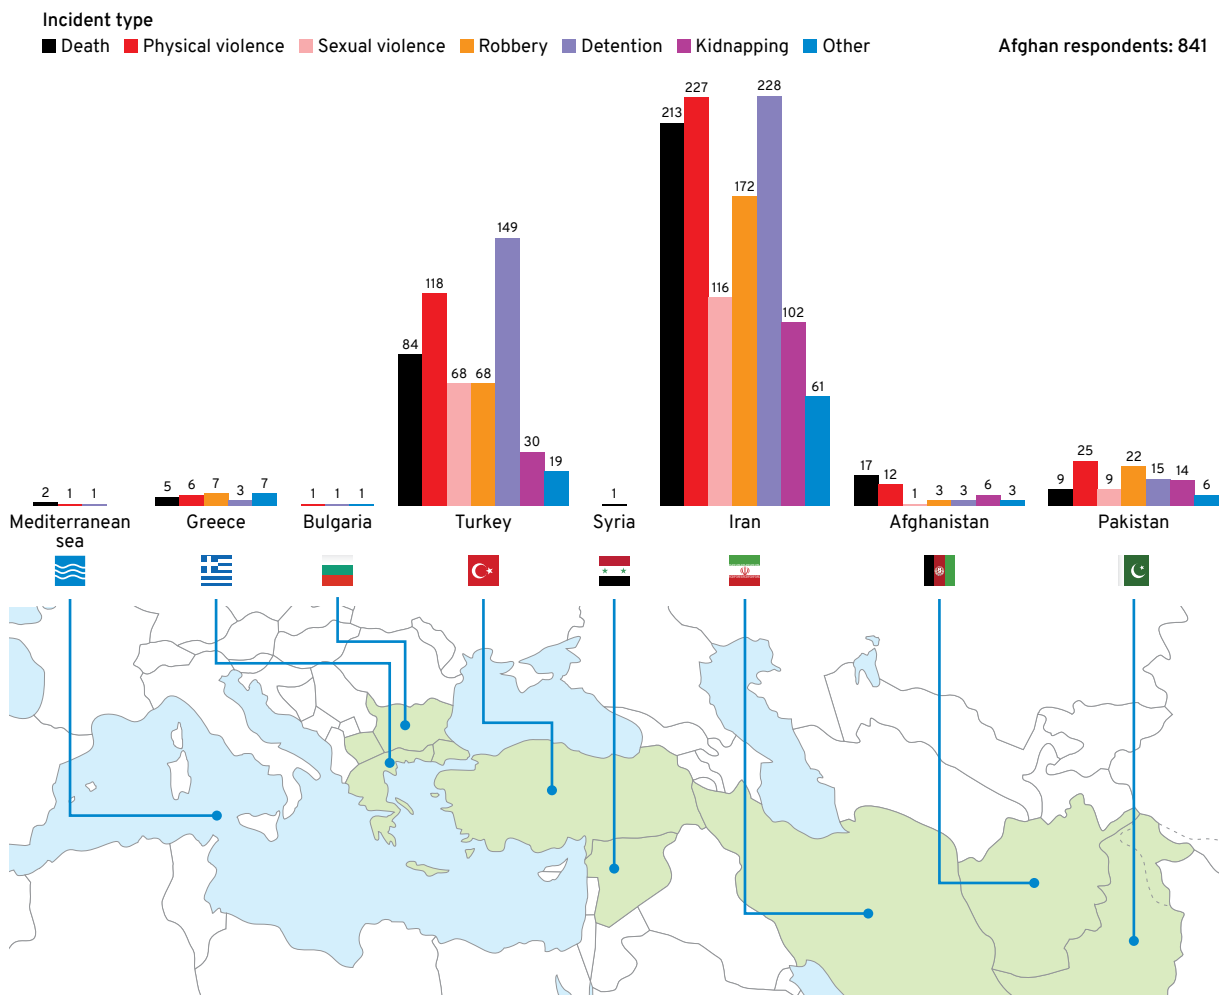 Incident type
Death Physical violence Sexual violence Robbery Detention Kidnapping Other Afghan respondents: 841
2 1 1
5 6 7 3 7
1 1 1
84 118 68 68 149 30 19
1
213 227 116 172 228 102 61
17 12 1 3 3 6 3
9 25 9 22 15 14 6
Mediterranean sea Greece Bulgaria Turkey Syria Iran Afghanistan Pakistan